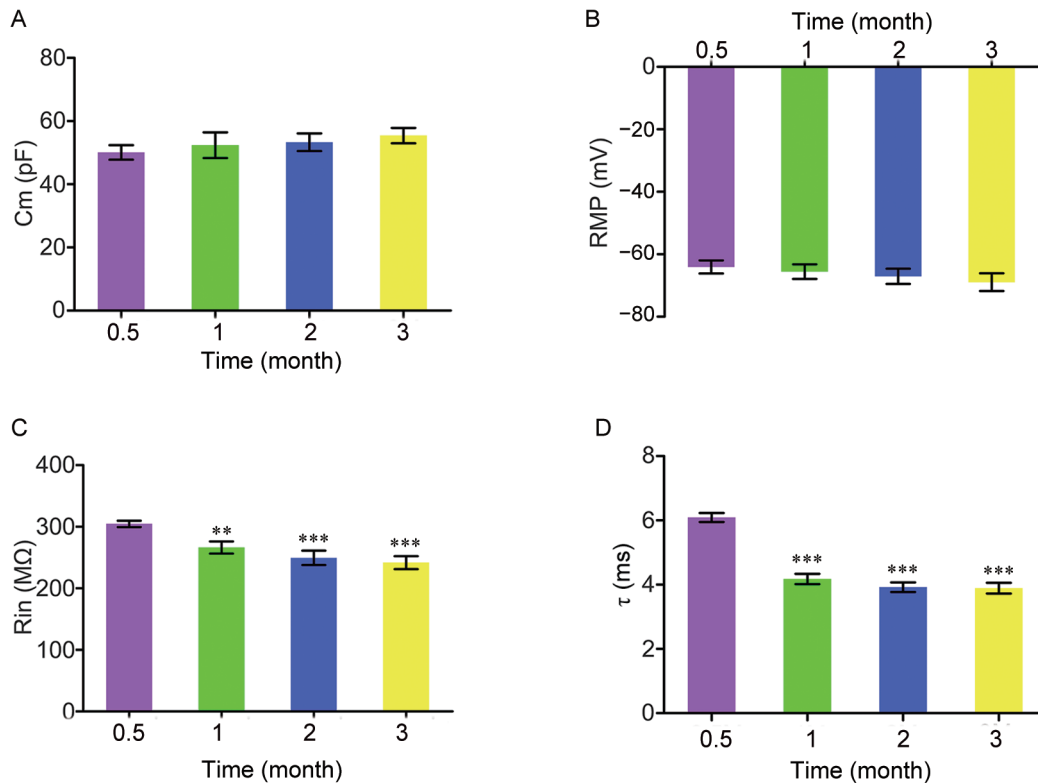 A
80
60
40
20
0
Cm (pF)
0.5 1 2 3
Time (month)
B
Time (month)
0.5 1 2 3
0
−20
−40
−60
−80
RMP (mV)
C
400
300
200
100
0
Rin (MΩ)
** *** ***
0.5 1 2 3
Time (month)
D
8
6
4
2
0
τ (ms)
*** *** ***
0.5 1 2 3
Time (month)